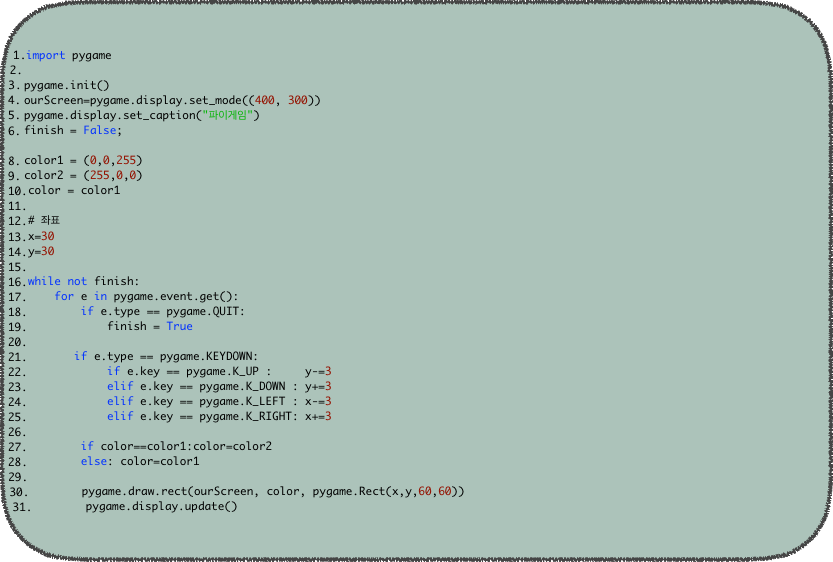 1.import pygame
2.
3.pygame.init()
4.ourScreen=pygame.display.set_mode((400, 300))
5.pygame.display.set_caption("파이게임")
6.finish = False;
8.color1 = (0,0,255)
9.color2 = (255,0,0)
10.color = color1
11.
12.# 좌표
13.x=30
14.y=30
15.
16.while not finish:
17.    for e in pygame.event.get():
18.        if e.type == pygame.QUIT:
19.            finish = True
20.
21.       if e.type == pygame.KEYDOWN:
22.            if e.key == pygame.K_UP :     y-=3
23.            elif e.key == pygame.K_DOWN : y+=3
24.            elif e.key == pygame.K_LEFT : x-=3
25.            elif e.key == pygame.K_RIGHT: x+=3
26.
27.        if color==color1:color=color2
28.        else: color=color1
29.
30.        pygame.draw.rect(ourScreen, color, pygame.Rect(x,y,60,60))
31.        pygame.display.update()